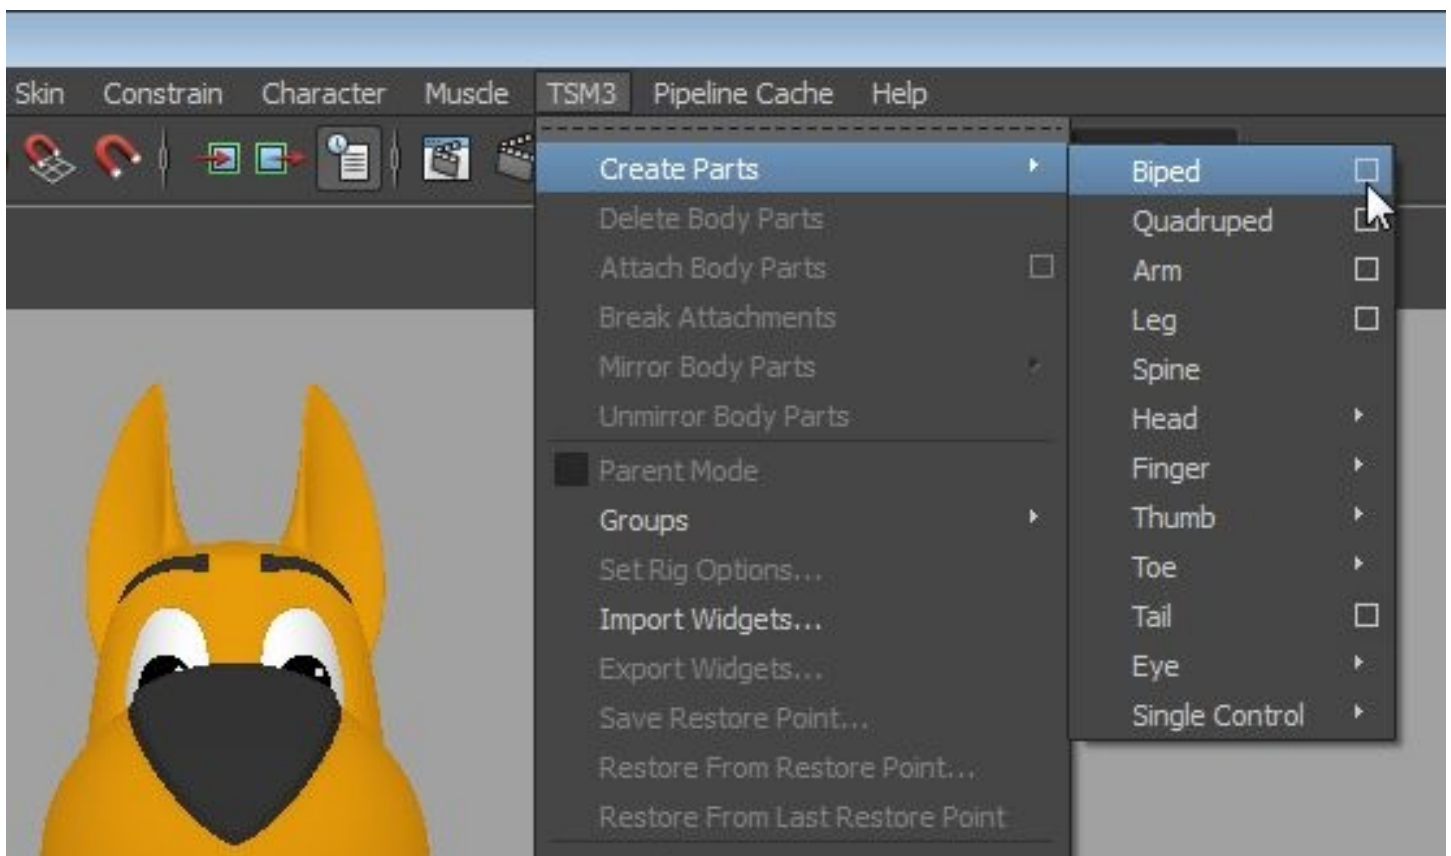 Skin Constrain Character Muscle TSM3 Pipeline Cache Help
Create Parts
Delete Body Parts
Attach Body Parts
Break Attachments
Mirror Body Parts
Unmirror Body Parts
Parent Mode
Groups
Set Rig Options...
Import Widgets...
Export Widgets...
Save Restore Point...
Restore From Restore Point...
Restore From Last Restore Point
Biped
Quadruped
Arm
Leg
Spine
Head
Finger
Thumb
Toe
Tail
Eye
Single Control